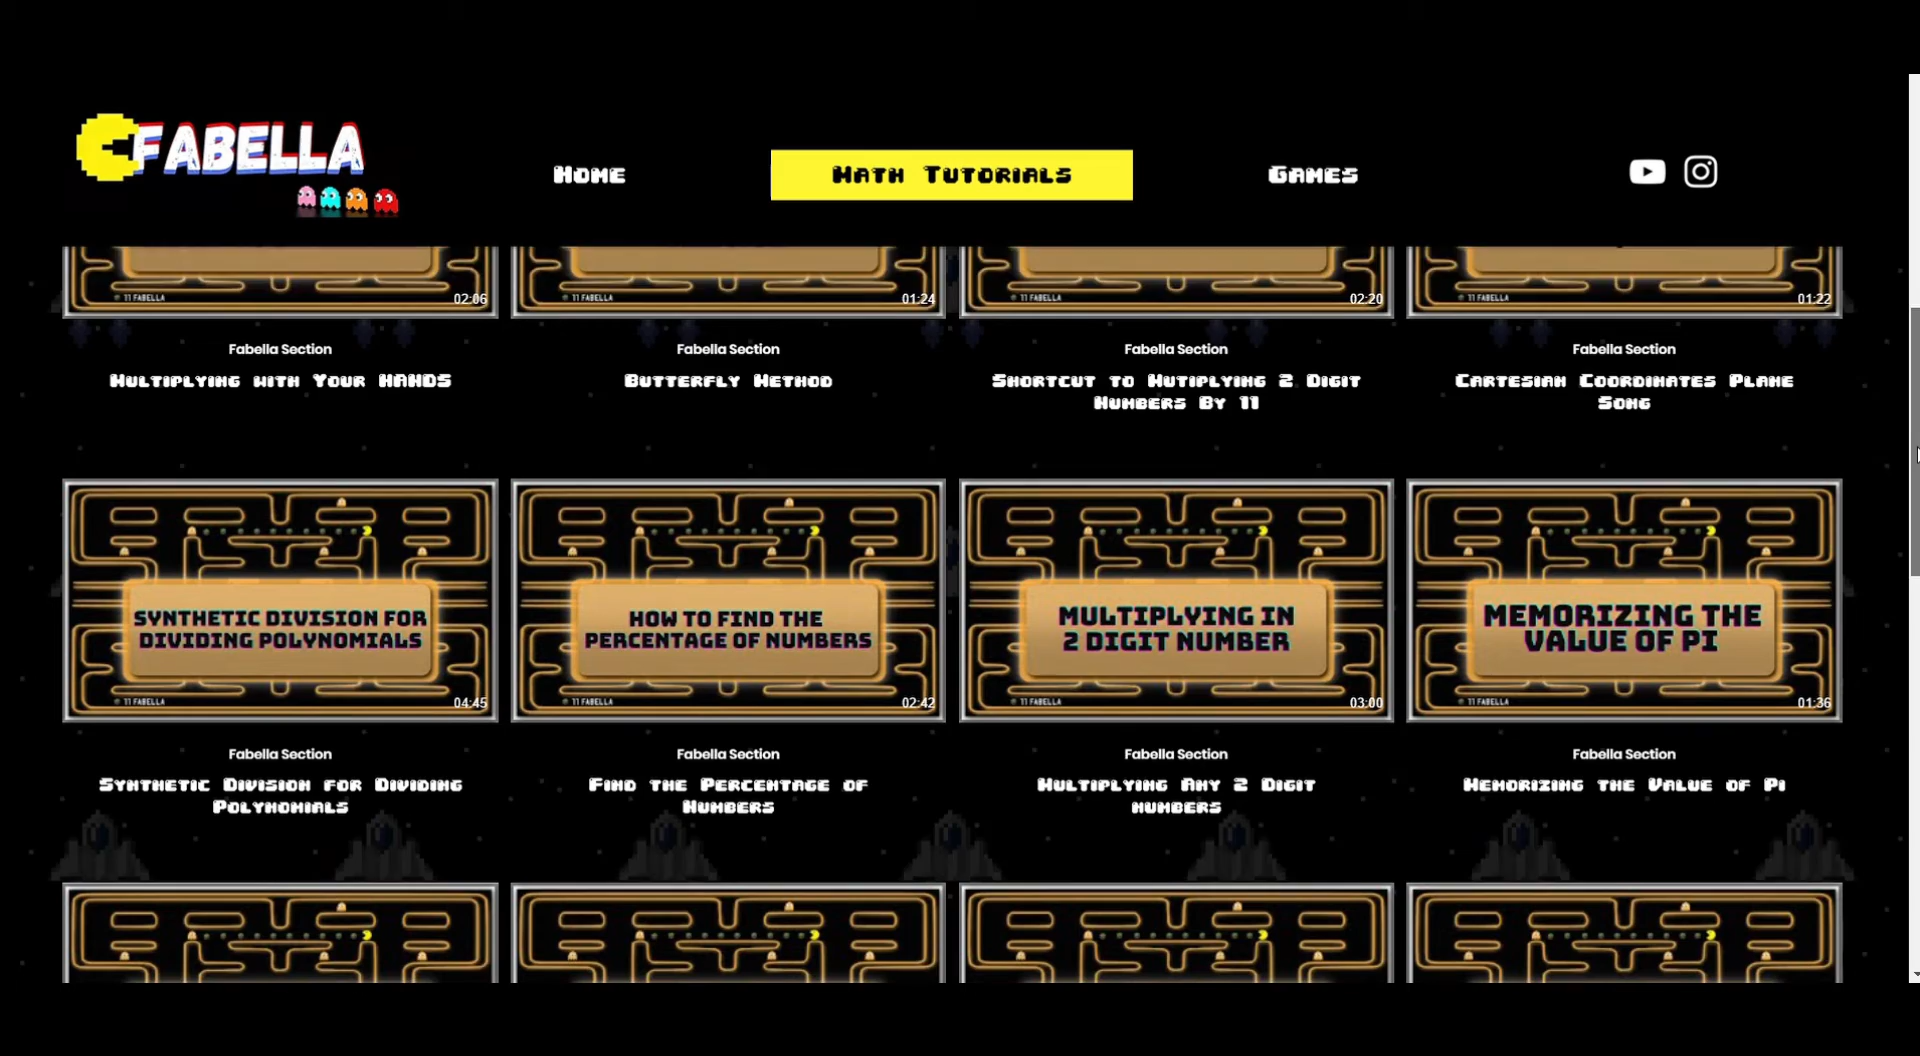 FABELLA
Home
Math Tutorials
Games
11 FABELLA
02:06
11 FABELLA
01:24
11 FABELLA
02:20
11 FABELLA
01:22
Fabella Section
Multiplying with Your HANDS
Fabella Section
Butterfly Method
Fabella Section
Shortcut to Mutiplying 2 Digit
Numbers By 11
Fabella Section
Cartesian Coordinates Plane
Song
SYNTHETIC DIVISION FOR
DIVIDING POLYNOMIALS
11 FABELLA
04:45
HOW TO FIND THE
PERCENTAGE OF NUMBERS
11 FABELLA
02:42
MULTIPLYING IN
2 DIGIT NUMBER
11 FABELLA
03:00
MEMORIZING THE
VALUE OF PI
11 FABELLA
01:36
Fabella Section
Synthetic Division for Dividing
Polynomials
Fabella Section
Find the Percentage of
Numbers
Fabella Section
Multiplying Any 2 Digit
numbers
Fabella Section
Memorizing the Value of Pi